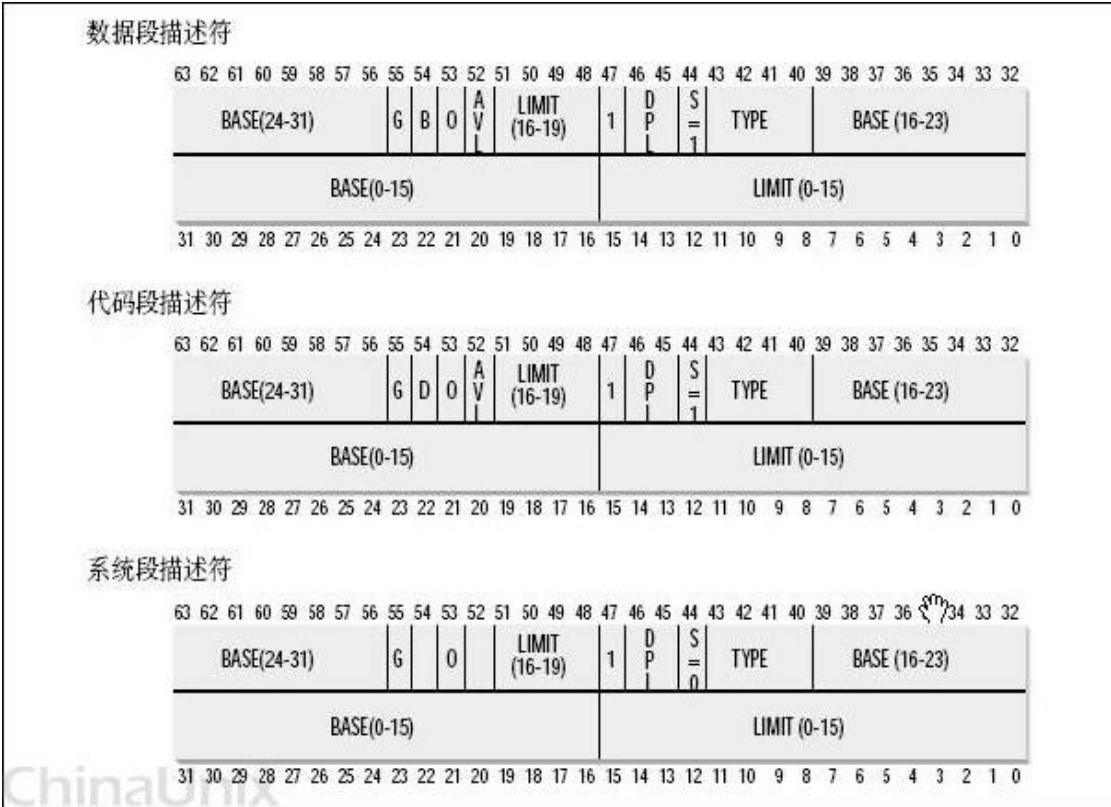 数据段描述符
63 62 61 60 59 58 57 56 55 54 53 52 51 50 49 48 47 46 45 44 43 42 41 40 39 38 37 36 35 34 33 32
BASE(24-31) G B 0 AVL LIMIT (16-19) 1 DPL S=1 TYPE BASE (16-23)
BASE(0-15) LIMIT (0-15)
31 30 29 28 27 26 25 24 23 22 21 20 19 18 17 16 15 14 13 12 11 10 9 8 7 6 5 4 3 2 1 0
代码段描述符
63 62 61 60 59 58 57 56 55 54 53 52 51 50 49 48 47 46 45 44 43 42 41 40 39 38 37 36 35 34 33 32
BASE(24-31) G D 0 AVL LIMIT (16-19) 1 DPL S=1 TYPE BASE (16-23)
BASE(0-15) LIMIT (0-15)
31 30 29 28 27 26 25 24 23 22 21 20 19 18 17 16 15 14 13 12 11 10 9 8 7 6 5 4 3 2 1 0
系统段描述符
63 62 61 60 59 58 57 56 55 54 53 52 51 50 49 48 47 46 45 44 43 42 41 40 39 38 37 36 34 33 32
BASE(24-31) G 0 LIMIT (16-19) 1 DPL S=0 TYPE BASE (16-23)
BASE(0-15) LIMIT (0-15)
31 30 29 28 27 26 25 24 23 22 21 20 19 18 17 16 15 14 13 12 11 10 9 8 7 6 5 4 3 2 1 0
ChinaUnix